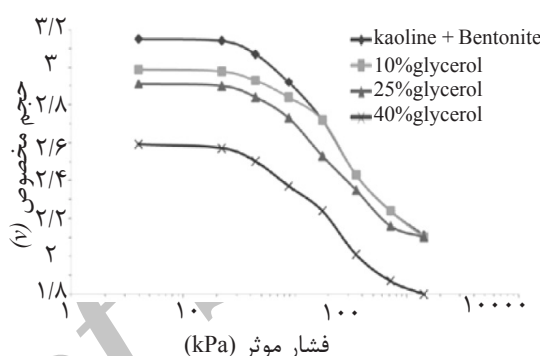 kaoline + Bentonite
10%glycerol
25%glycerol
40%glycerol
حجم مخصوص (v)
۳/۲
۳
۲/۸
۲/۶
۲/۴
۲/۲
۲
۱/۸
۱
۱۰
۱۰۰
۱۰۰۰۰
فشار موثر (kPa)